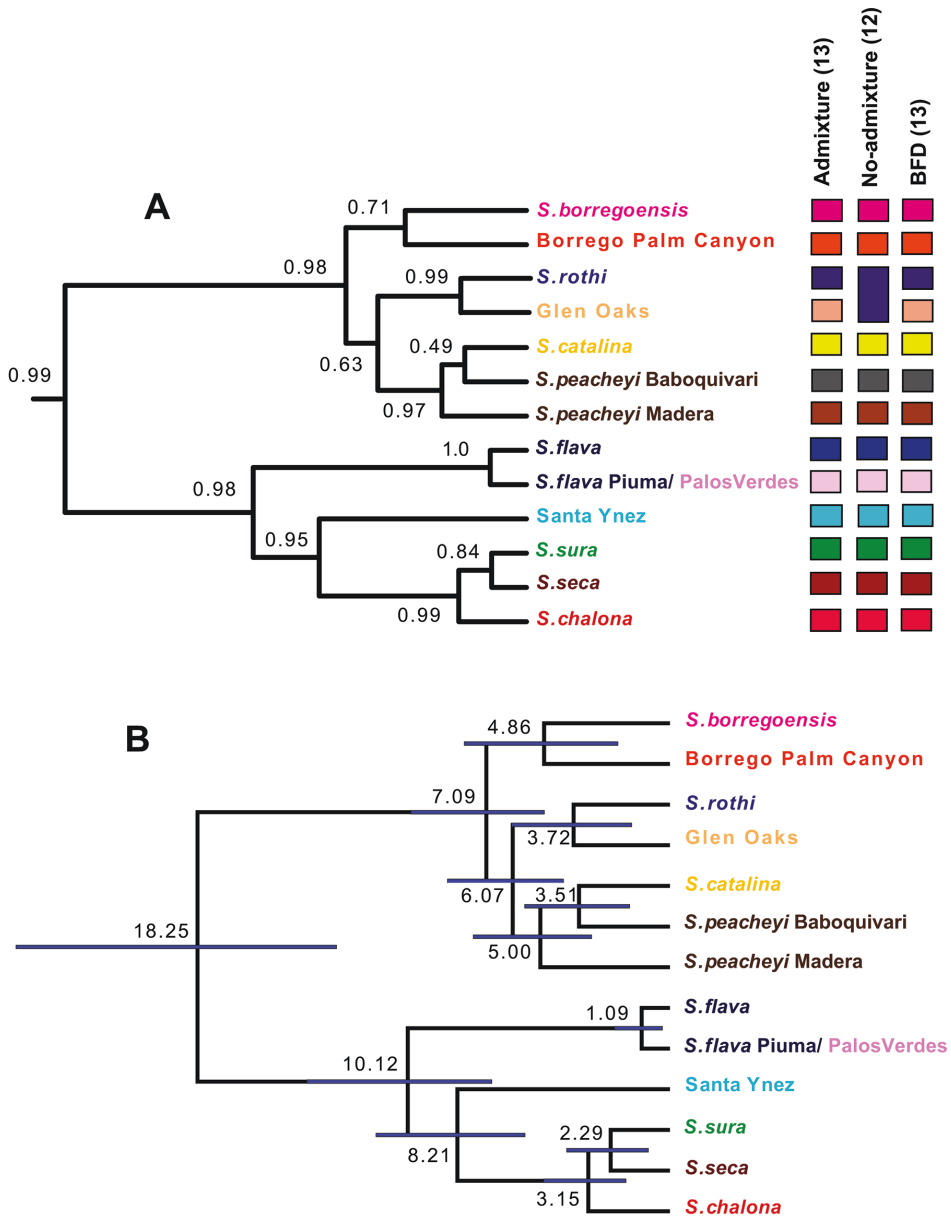 Admixture (13)
No-admixture (12)
BFD (13)
A
0.71
S.borregoensis
Borrego Palm Canyon
0.98
0.99
S.rothi
Glen Oaks
0.49
S.catalina
0.63
0.99
S.peacheyi Baboquivari
0.97
S.peacheyi Madera
1.0
S.flava
0.98
S.flava Piuma/ PalosVerdes
Santa Ynez
0.95
0.84
S.sura
S.seca
0.99
S.chalona
B
4.86
S.borregoensis
Borrego Palm Canyon
7.09
S.rothi
3.72
Glen Oaks
6.07
3.51
S.catalina
S.peacheyi Baboquivari
18.25
5.00
S.peacheyi Madera
1.09
S.flava
S.flava Piuma/ PalosVerdes
10.12
Santa Ynez
2.29
S.sura
8.21
S.seca
3.15
S.chalona